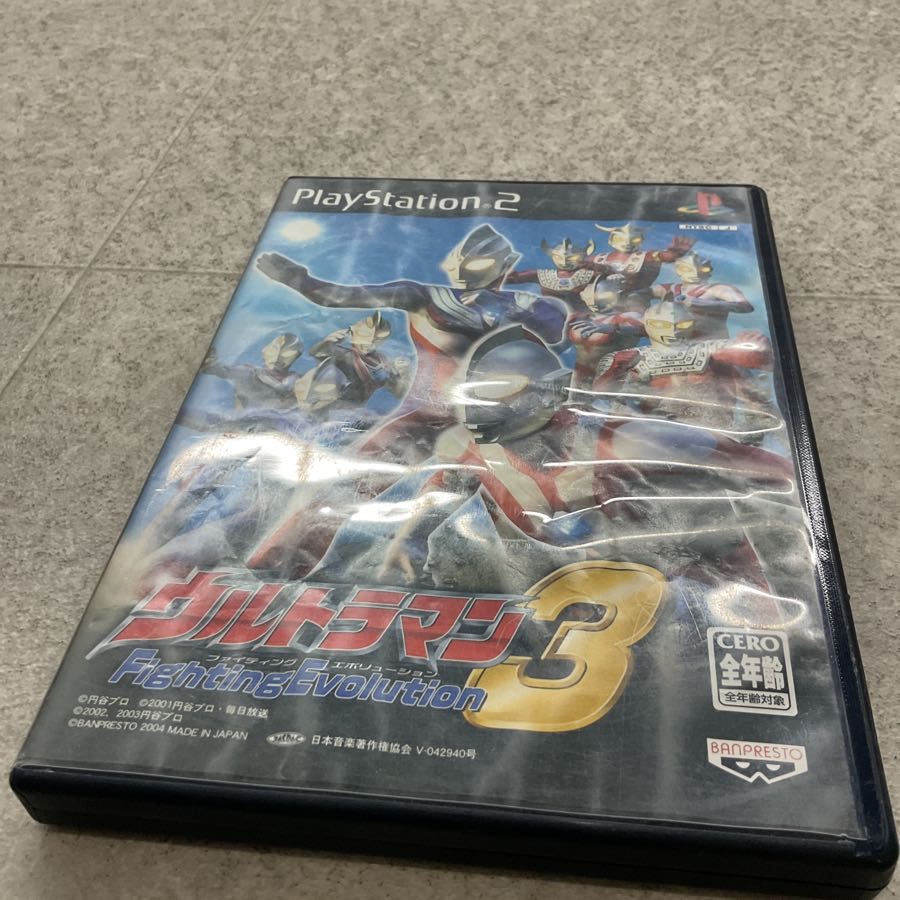 PlayStation 2
NTSC J
ウルトラマン3
ファイティング エボリューション
Fighting Evolution
CERO
全年齢
全年齢対象
©円谷プロ ©2001円谷プロ・毎日放送
©2002, 2003円谷プロ
©BANPRESTO 2004 MADE IN JAPAN
日本音楽著作権協会 V-042940号
BANPRESTO